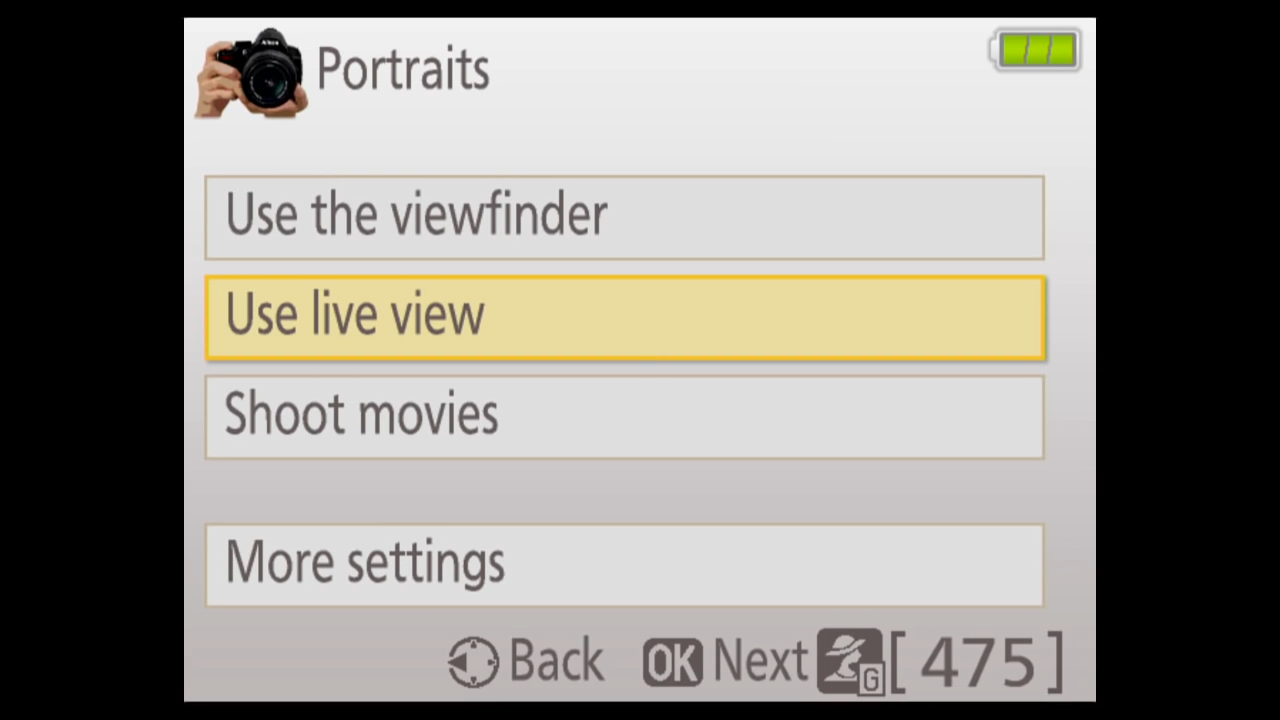 Portraits
Use the viewfinder
Use live view
Shoot movies
More settings
Back OK Next G [ 475 ]